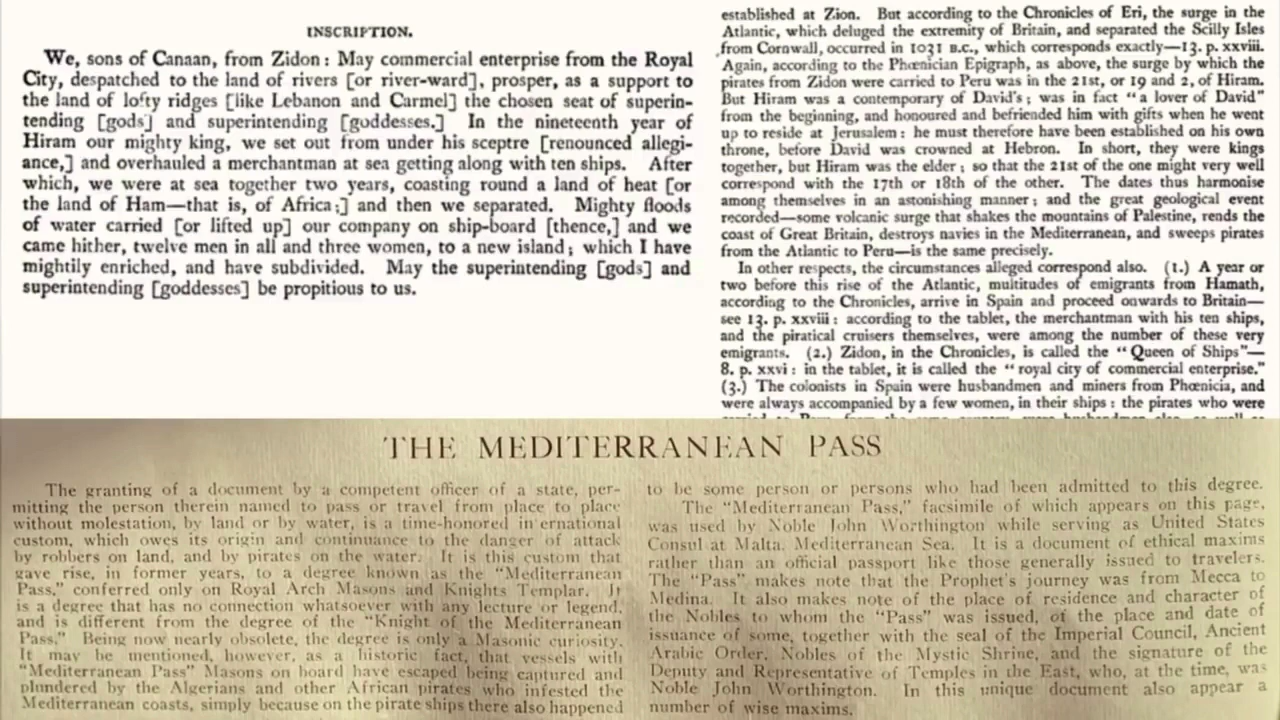 INSCRIPTION.
We, sons of Canaan, from Zidon: May commercial enterprise from the Royal
City, despatched to the land of rivers [or river-ward], prosper, as a support to
the land of lofty ridges [like Lebanon and Carmel] the chosen seat of superin-
tending [gods] and superintending [goddesses.] In the nineteenth year of
Hiram our mighty king, we set out from under his sceptre [renounced allegi-
ance,] and overhauled a merchantman at sea getting along with ten ships. After
which, we were at sea together two years, coasting round a land of heat [or
the land of Ham—that is, of Africa;] and then we separated. Mighty floods
of water carried [or lifted up] our company on ship-board [thence,] and we
came hither, twelve men in all and three women, to a new island; which I have
mightily enriched, and have subdivided. May the superintending [gods] and
superintending [goddesses] be propitious to us.
established at Zion. But according to the Chronicles of Eri, the surge in the
Atlantic, which deluged the extremity of Britain, and separated the Scilly Isles
from Cornwall, occurred in 1031 B.C., which corresponds exactly—13. p. xxviii.
Again, according to the Phœnician Epigraph, as above, the surge by which the
pirates from Zidon were carried to Peru was in the 21st, or 19 and 2, of Hiram.
But Hiram was a contemporary of David's; was in fact "a lover of David"
from the beginning, and honoured and befriended him with gifts when he went
up to reside at Jerusalem: he must therefore have been established on his own
throne, before David was crowned at Hebron. In short, they were kings
together, but Hiram was the elder; so that the 21st of the one might very well
correspond with the 17th or 18th of the other. The dates thus harmonise
among themselves in an astonishing manner; and the great geological event
recorded—some volcanic surge that shakes the mountains of Palestine, rends the
coast of Great Britain, destroys navies in the Mediterranean, and sweeps pirates
from the Atlantic to Peru—is the same precisely.
In other respects, the circumstances alleged correspond also. (1.) A year or
two before this rise of the Atlantic, multitudes of emigrants from Hamath,
according to the Chronicles, arrive in Spain and proceed onwards to Britain—
see 13. p. xxviii: according to the tablet, the merchantman with his ten ships,
and the piratical cruisers themselves, were among the number of these very
emigrants. (2.) Zidon, in the Chronicles, is called the "Queen of Ships"—
8. p. xxvi: in the tablet, it is called the "royal city of commercial enterprise."
(3.) The colonists in Spain were husbandmen and miners from Phœnicia, and
were always accompanied by a few women, in their ships: the pirates who were
THE MEDITERRANEAN PASS
The granting of a document by a competent officer of a state, per-
mitting the person therein named to pass or travel from place to place
without molestation, by land or by water, is a time-honored international
custom, which owes its origin and continuance to the danger of attack
by robbers on land, and by pirates on the water. It is this custom that
gave rise, in former years, to a degree known as the "Mediterranean
Pass," conferred only on Royal Arch Masons and Knights Templar. It
is a degree that has no connection whatsoever with any lecture or legend,
and is different from the degree of the "Knight of the Mediterranean
Pass." Being now nearly obsolete, the degree is only a Masonic curiosity.
It may be mentioned, however, as a historic fact, that vessels with
"Mediterranean Pass" Masons on board have escaped being captured and
plundered by the Algerians and other African pirates who infested the
Mediterranean coasts, simply because on the pirate ships there also happened
to be some person or persons who had been admitted to this degree.
The "Mediterranean Pass," facsimile of which appears on this page,
was used by Noble John Worthington while serving as United States
Consul at Malta, Mediterranean Sea. It is a document of ethical maxims
rather than an official passport like those generally issued to travelers.
The "Pass" makes note that the Prophet's journey was from Mecca to
Medina. It also makes note of the place of residence and character of
the Nobles to whom the "Pass" was issued, of the place and date of
issuance of some, together with the seal of the Imperial Council, Ancient
Arabic Order, Nobles of the Mystic Shrine, and the signature of the
Deputy and Representative of Temples in the East, who, at the time, was
Noble John Worthington. In this unique document also appear a
number of wise maxims.